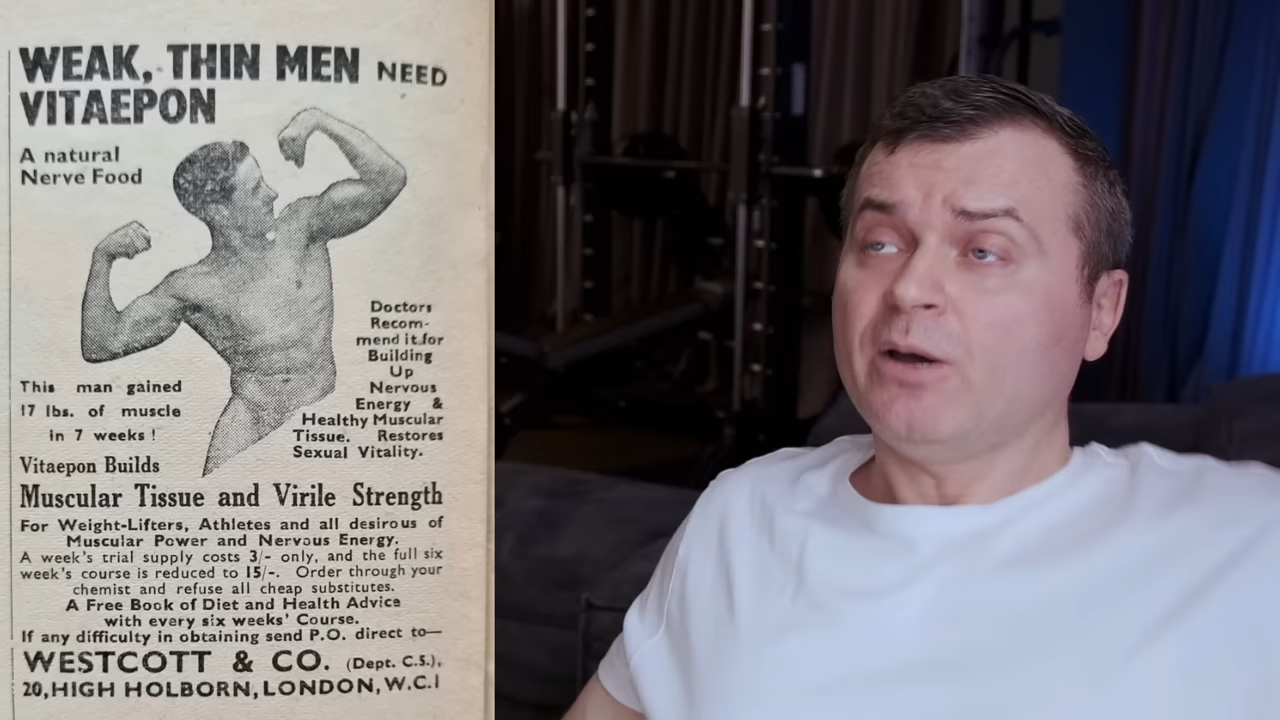 WEAK, THIN MEN NEED
VITAEPON
A natural
Nerve Food
Doctors
Recom-
mend it for
Building
Up
Nervous
Energy &
Healthy Muscular
Tissue. Restores
Sexual Vitality.
This man gained
17 lbs. of muscle
in 7 weeks!
Vitaepon Builds
Muscular Tissue and Virile Strength
For Weight-Lifters, Athletes and all desirous of
Muscular Power and Nervous Energy.
A week's trial supply costs 3/- only, and the full six
week's course is reduced to 15/-. Order through your
chemist and refuse all cheap substitutes.
A Free Book of Diet and Health Advice
with every six weeks' Course.
If any difficulty in obtaining send P.O. direct to—
WESTCOTT & CO. (Dept. C.S.),
20, HIGH HOLBORN, LONDON, W.C.1